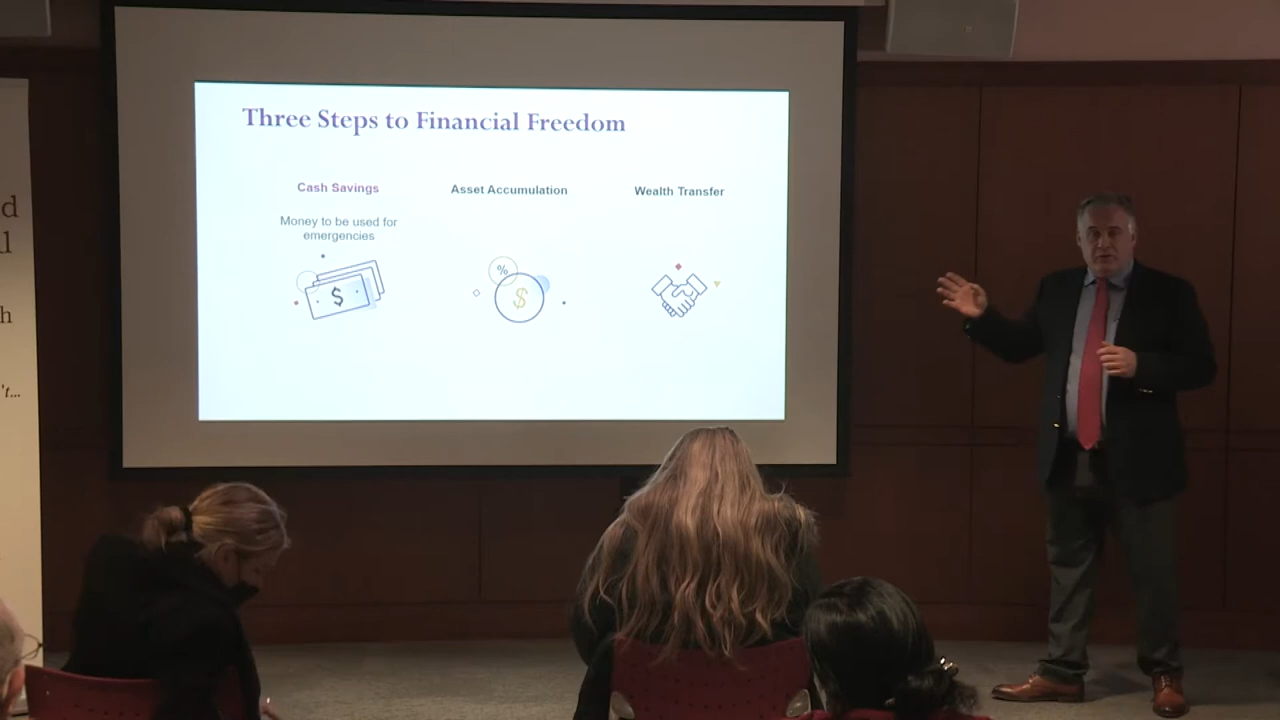 Three Steps to Financial Freedom
Cash Savings
Asset Accumulation
Wealth Transfer
Money to be used for
emergencies
%
$
$
d
l
h
't...